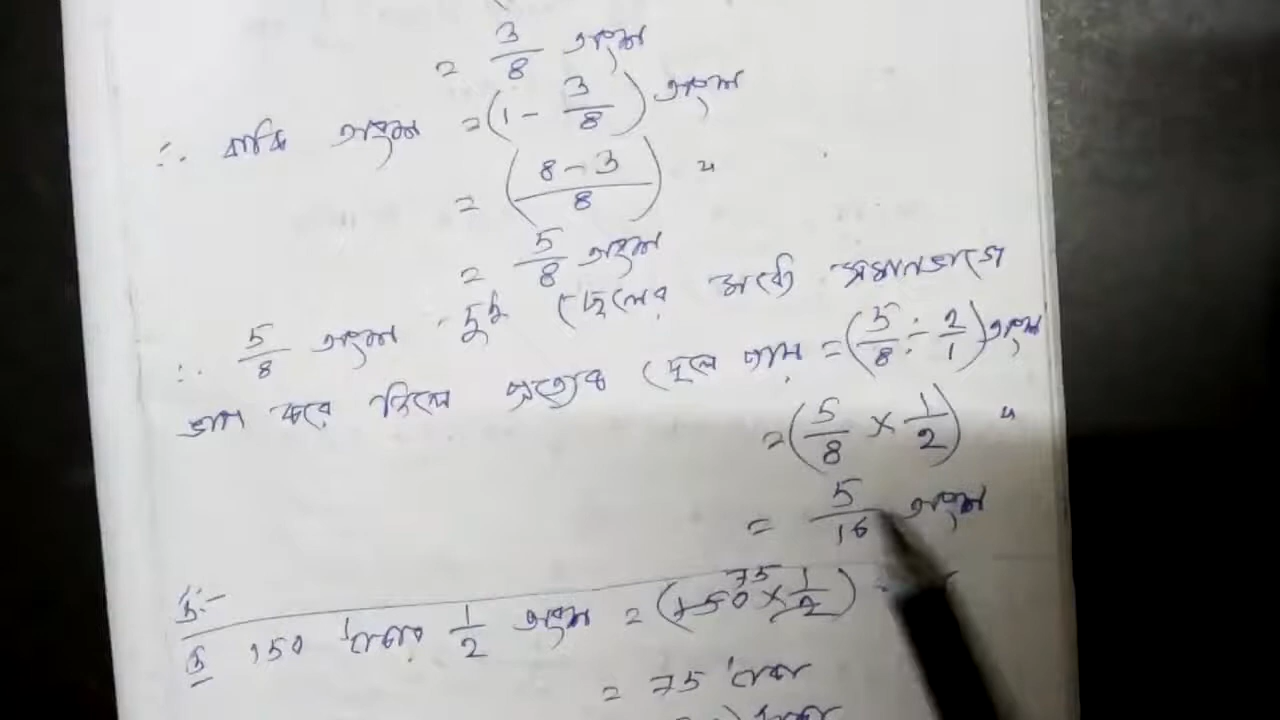 = 3/8 অংশ
∴ বাকি অংশ = (1 - 3/8) অংশ
= (8 - 3 / 8) "
= 5/8 অংশ
∴ 5/8 অংশ দুই ছেলের মধ্যে সমানভাবে
ভাগ করে দিলে প্রত্যেক ছেলে পায় = (5/8 ÷ 2/1) অংশ
= (5/8 × 1/2) "
= 5/16 অংশ
150 টাকার 1/2 অংশ = (150 75 × 1/2)
= 75 টাকা